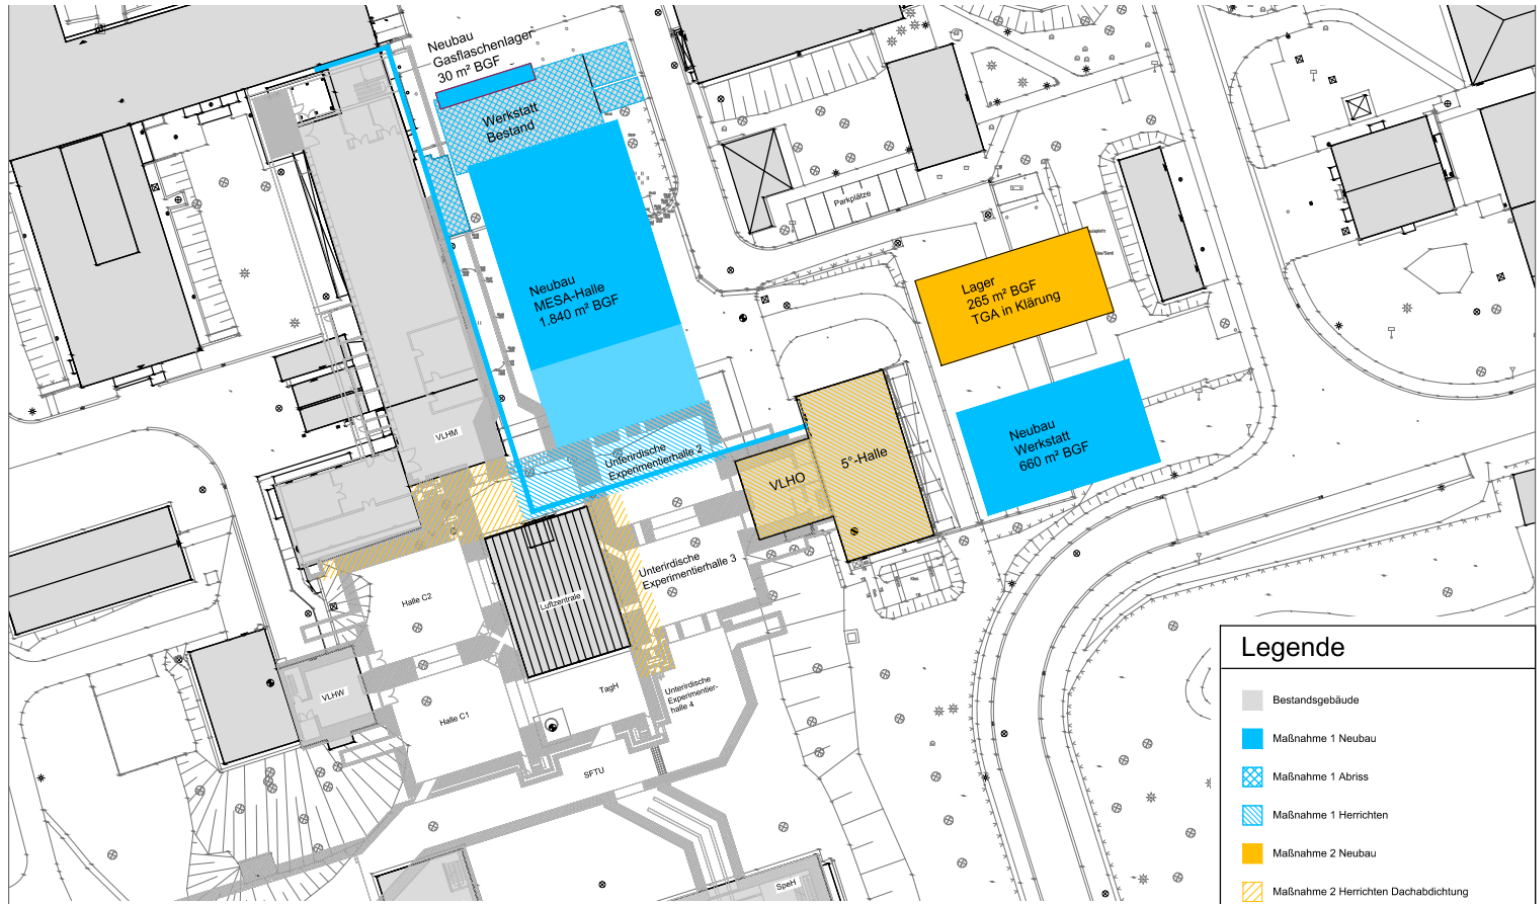 Neubau
Gasflaschenlager
30 m² BGF
Werkstatt
Bestand
Parkplätze
Neubau
MESA-Halle
1.840 m² BGF
Lager
265 m² BGF
TGA in Klärung
VLHM
Unterirdische
Experimentierhalle 2
VLHO
5°-Halle
Neubau
Werkstatt
660 m² BGF
Unterirdische
Experimentierhalle 3
Halle C2
Luftzentrale
VLHW
Halle C1
TagH
Unterirdische
Experimentier-
halle 4
SFTU
SpeH
Legende
Bestandsgebäude
Maßnahme 1 Neubau
Maßnahme 1 Abriss
Maßnahme 1 Herrichten
Maßnahme 2 Neubau
Maßnahme 2 Herrichten Dachabdichtung